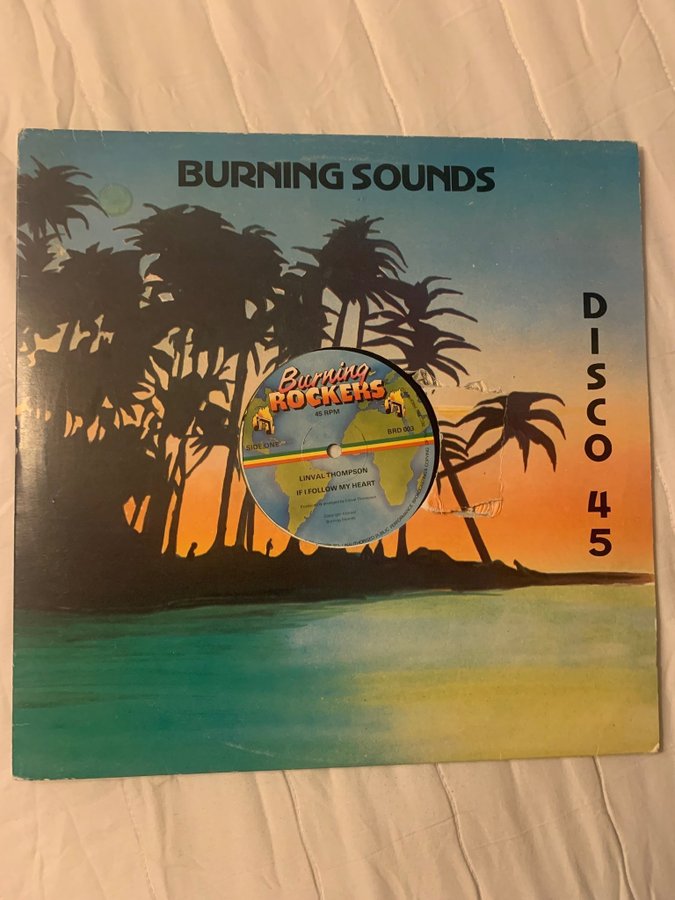 BURNING SOUNDS
DISCO 45
Burning
ROCKERS
45 RPM
SIDE ONE
BRD 003
LINVAL THOMPSON
IF I FOLLOW MY HEART